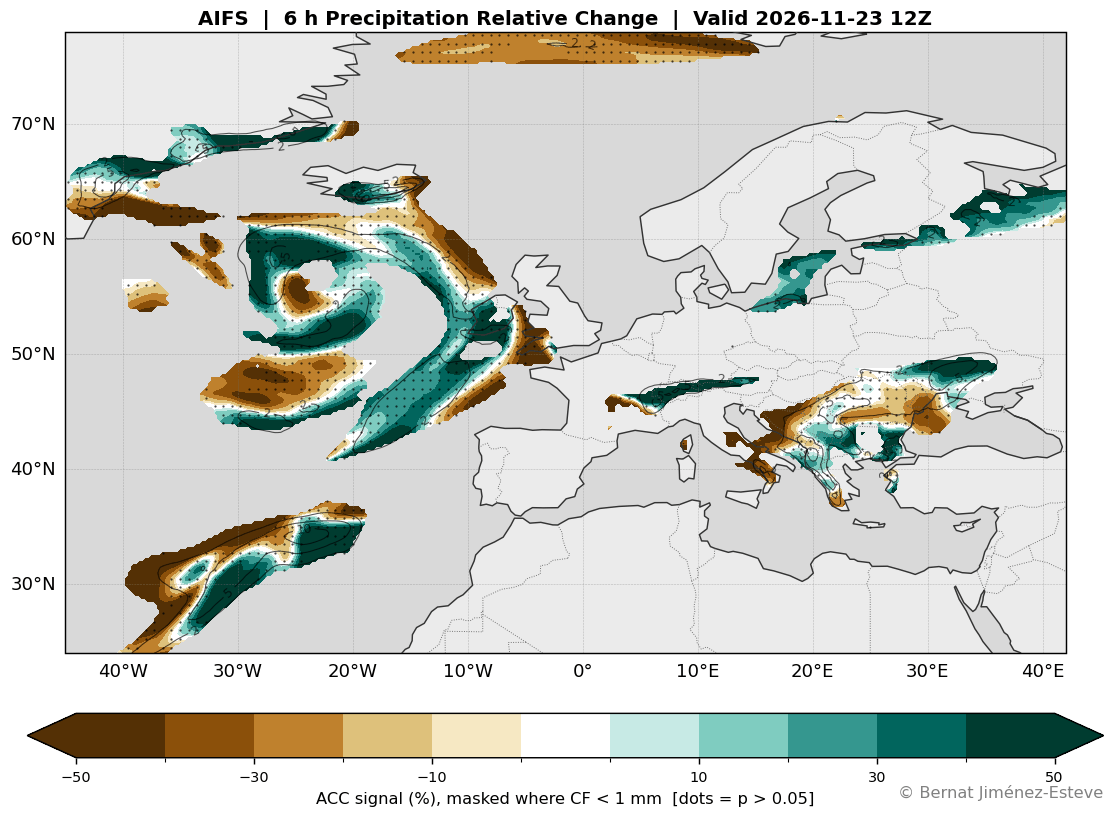 AIFS | 6 h Precipitation Relative Change | Valid 2026-11-23 12Z
70°N
60°N
50°N
40°N
30°N
40°W 30°W 20°W 10°W 0° 10°E 20°E 30°E 40°E
−50 −30 −10 10 30 50
ACC signal (%), masked where CF < 1 mm [dots = p > 0.05]
© Bernat Jiménez-Esteve